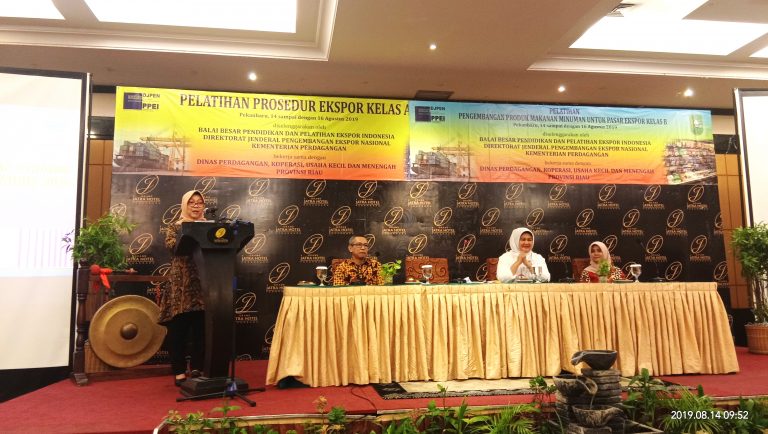 DJPEN
PPEI
PELATIHAN PROSEDUR EKSPOR KELAS A
Pekanbaru, 14 sampai dengan 16 Agustus 2019
diselenggarakan oleh:
BALAI BESAR PENDIDIKAN DAN PELATIHAN EKSPOR INDONESIA
DIREKTORAT JENDERAL PENGEMBANGAN EKSPOR NASIONAL
KEMENTERIAN PERDAGANGAN
Bekerja sama dengan
DINAS PERDAGANGAN, KOPERASI, USAHA KECIL DAN MENENGAH
PROVINSI RIAU
DJPEN
PPEI
PELATIHAN
PENGEMBANGAN PRODUK MAKANAN MINUMAN UNTUK PASAR EKSPOR KELAS B
Pekanbaru, 14 sampai dengan 16 Agustus 2019
diselenggarakan oleh:
BALAI BESAR PENDIDIKAN DAN PELATIHAN EKSPOR INDONESIA
DIREKTORAT JENDERAL PENGEMBANGAN EKSPOR NASIONAL
KEMENTERIAN PERDAGANGAN
Bekerja sama dengan
DINAS PERDAGANGAN, KOPERASI, USAHA KECIL DAN MENENGAH
PROVINSI RIAU
JATRA HOTEL
2019.08.14 09:52